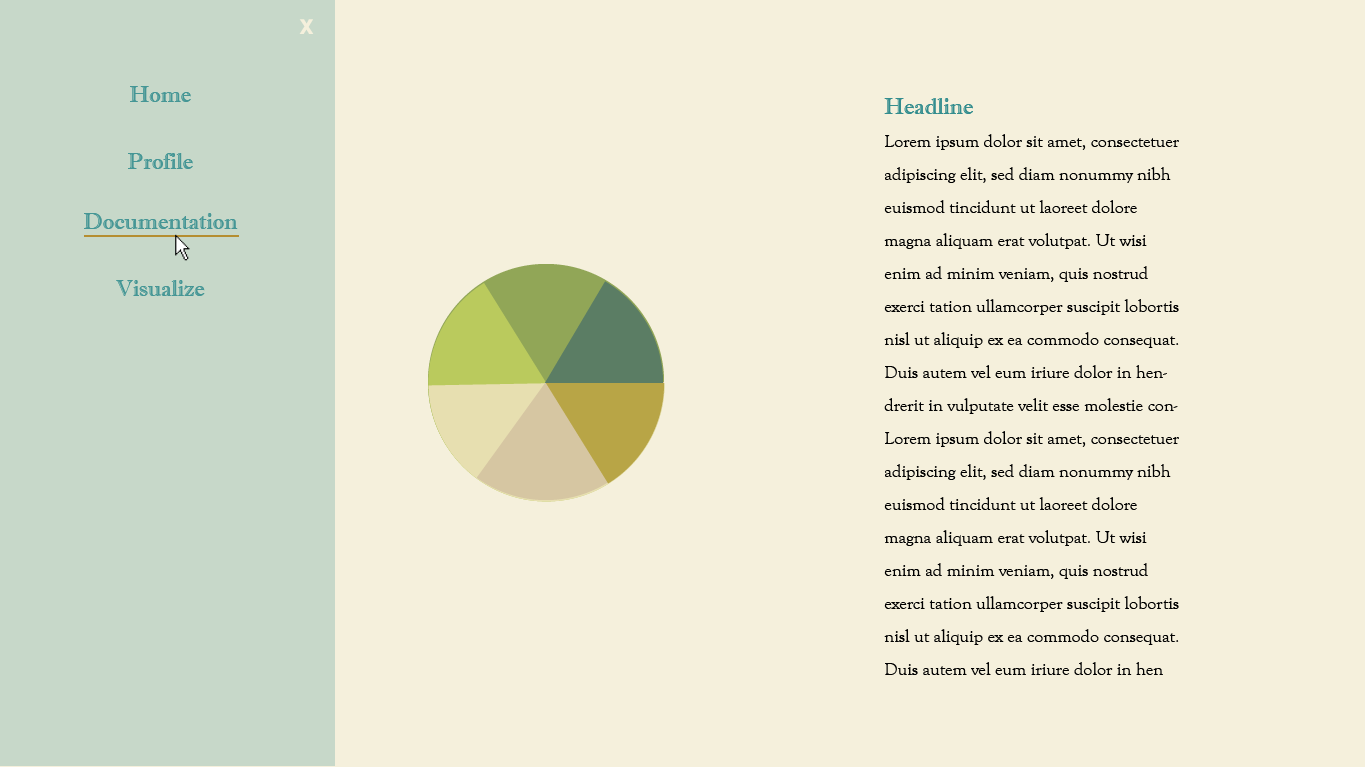 X
Home
Profile
Documentation
Visualize
Headline
Lorem ipsum dolor sit amet, consectetuer
adipiscing elit, sed diam nonummy nibh
euismod tincidunt ut laoreet dolore
magna aliquam erat volutpat. Ut wisi
enim ad minim veniam, quis nostrud
exerci tation ullamcorper suscipit lobortis
nisl ut aliquip ex ea commodo consequat.
Duis autem vel eum iriure dolor in hen-
drerit in vulputate velit esse molestie con-
Lorem ipsum dolor sit amet, consectetuer
adipiscing elit, sed diam nonummy nibh
euismod tincidunt ut laoreet dolore
magna aliquam erat volutpat. Ut wisi
enim ad minim veniam, quis nostrud
exerci tation ullamcorper suscipit lobortis
nisl ut aliquip ex ea commodo consequat.
Duis autem vel eum iriure dolor in hen